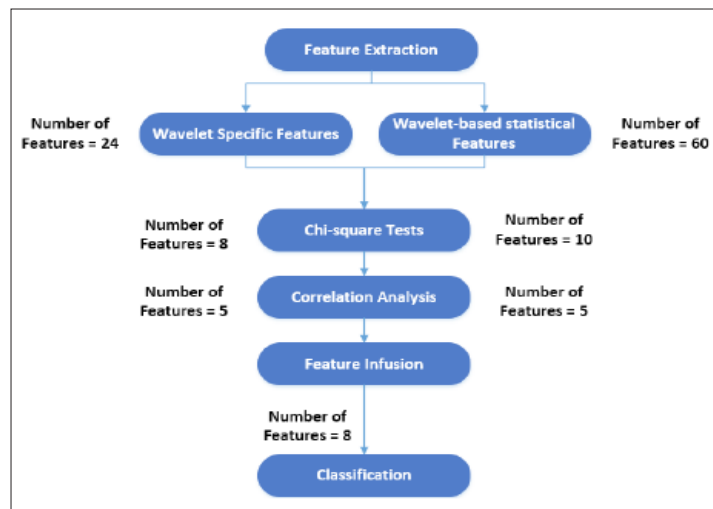 Feature Extraction
Number of
Features = 24
Wavelet Specific Features
Wavelet-based statistical
Features
Number of
Features = 60
Number of
Features = 8
Chi-square Tests
Number of
Features = 10
Number of
Features = 5
Correlation Analysis
Number of
Features = 5
Feature Infusion
Number of
Features = 8
Classification